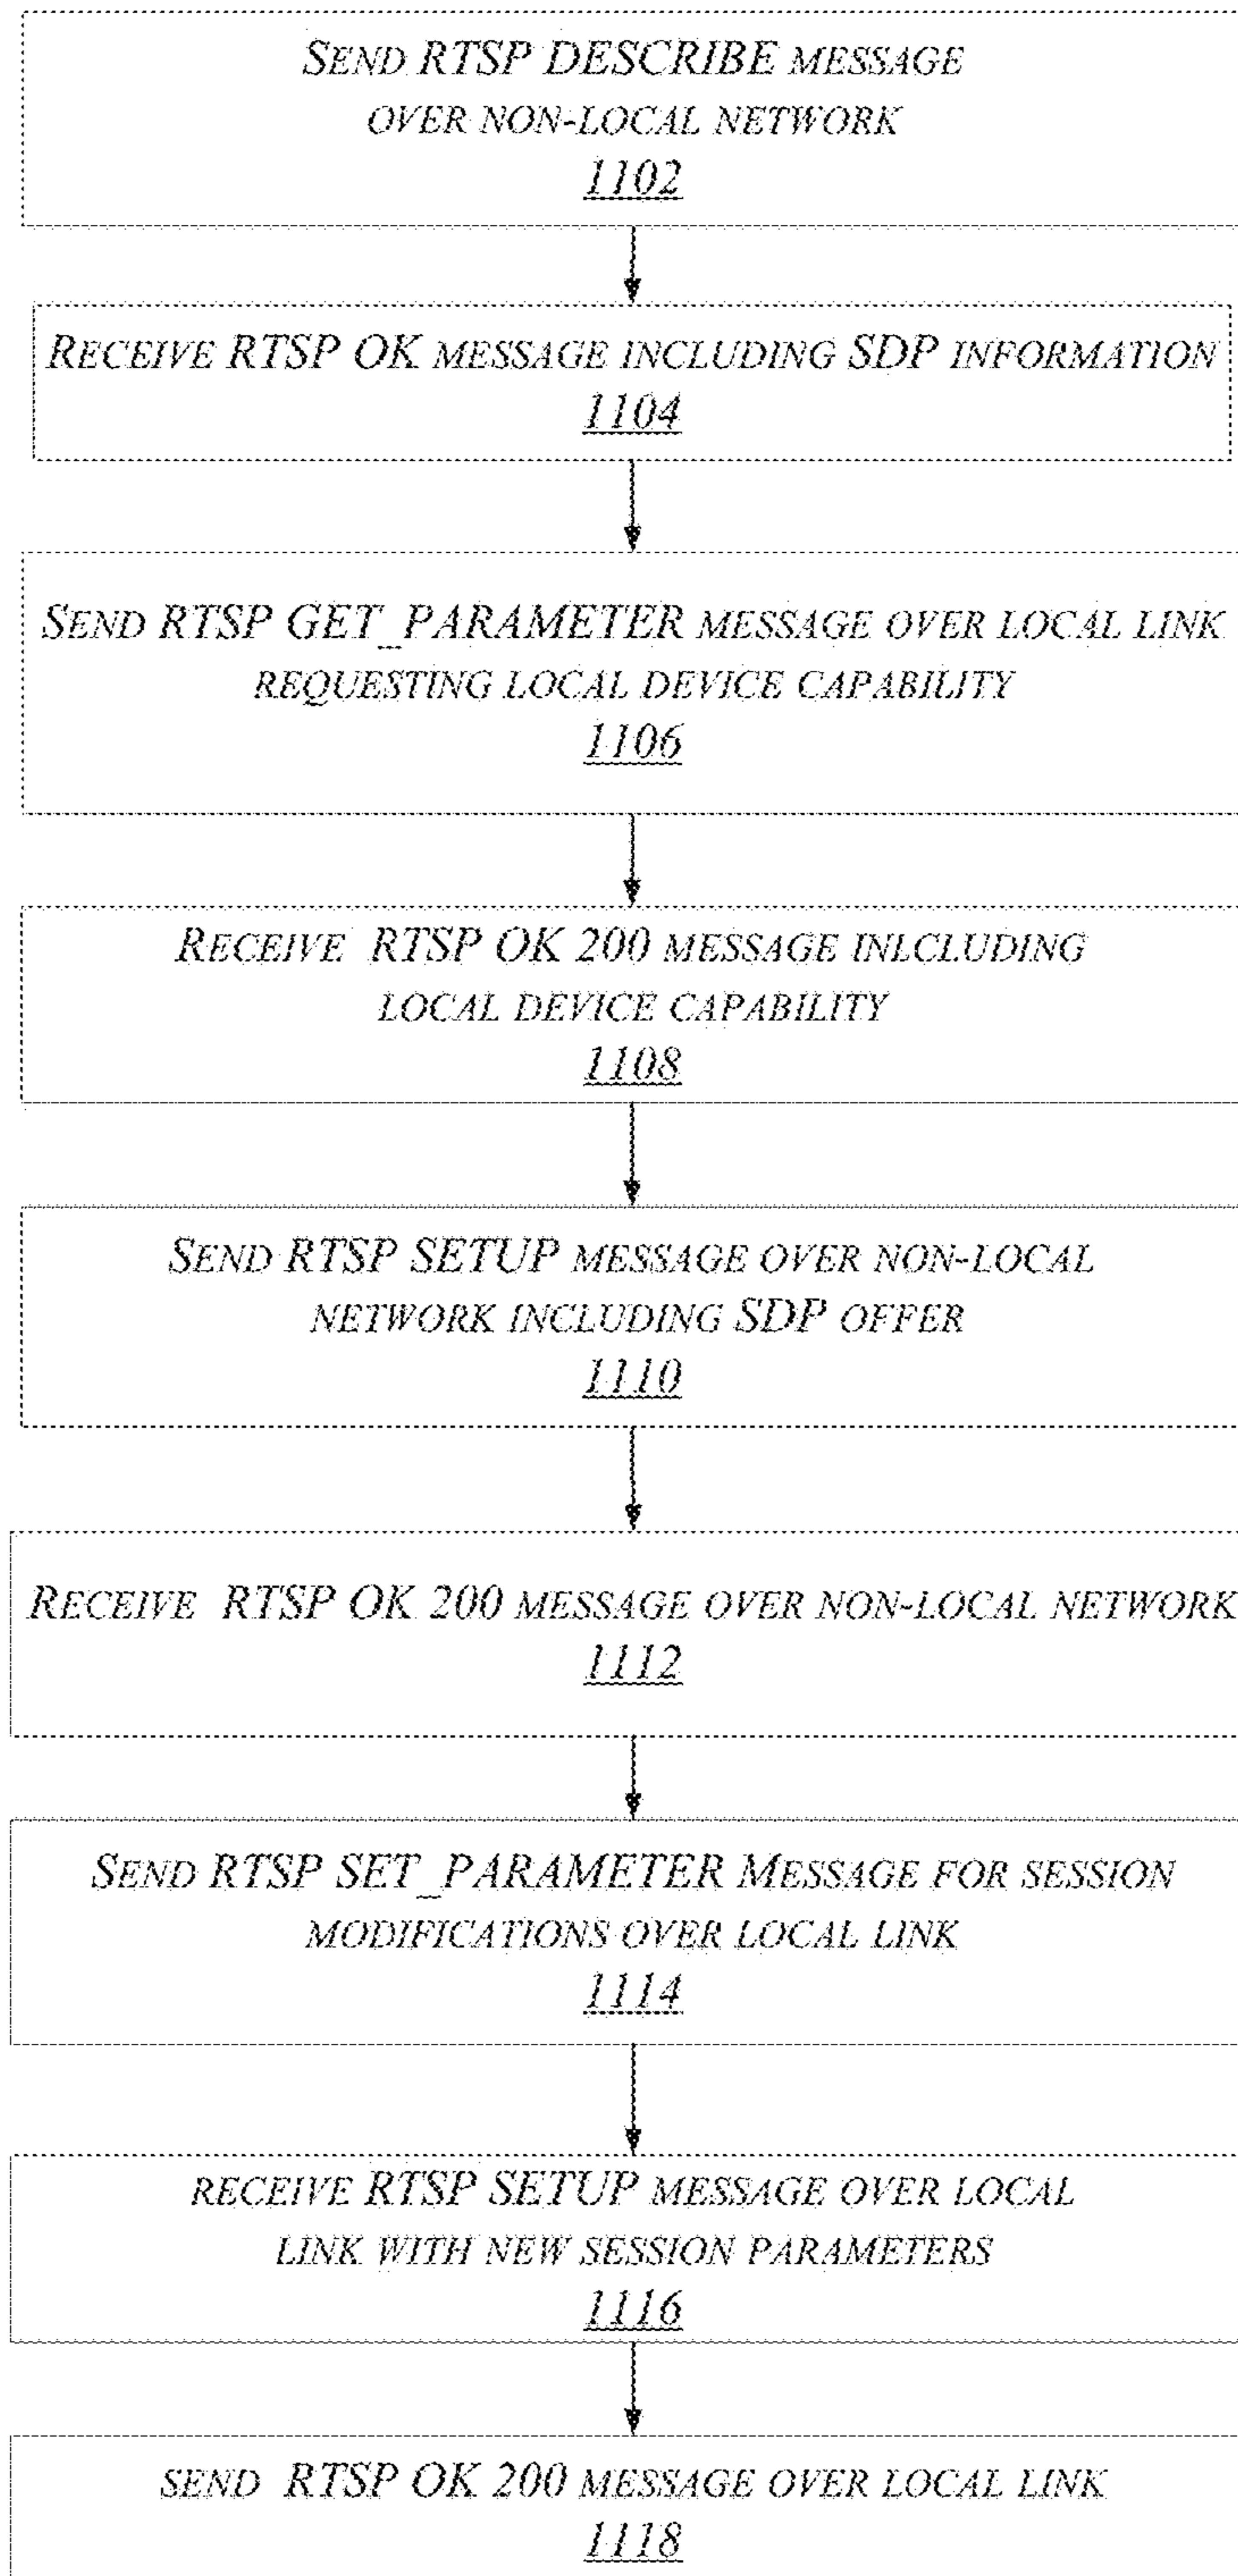 SEND RTSP DESCRIBE MESSAGE
OVER NON-LOCAL NETWORK
1102
RECEIVE RTSP OK MESSAGE INCLUDING SDP INFORMATION
1104
SEND RTSP GET_PARAMETER MESSAGE OVER LOCAL LINK
REQUESTING LOCAL DEVICE CAPABILITY
1106
RECEIVE RTSP OK 200 MESSAGE INLCLUDING
LOCAL DEVICE CAPABILITY
1108
SEND RTSP SETUP MESSAGE OVER NON-LOCAL
NETWORK INCLUDING SDP OFFER
1110
RECEIVE RTSP OK 200 MESSAGE OVER NON-LOCAL NETWORK
1112
SEND RTSP SET_PARAMETER MESSAGE FOR SESSION
MODIFICATIONS OVER LOCAL LINK
1114
RECEIVE RTSP SETUP MESSAGE OVER LOCAL
LINK WITH NEW SESSION PARAMETERS
1116
SEND RTSP OK 200 MESSAGE OVER LOCAL LINK
1118